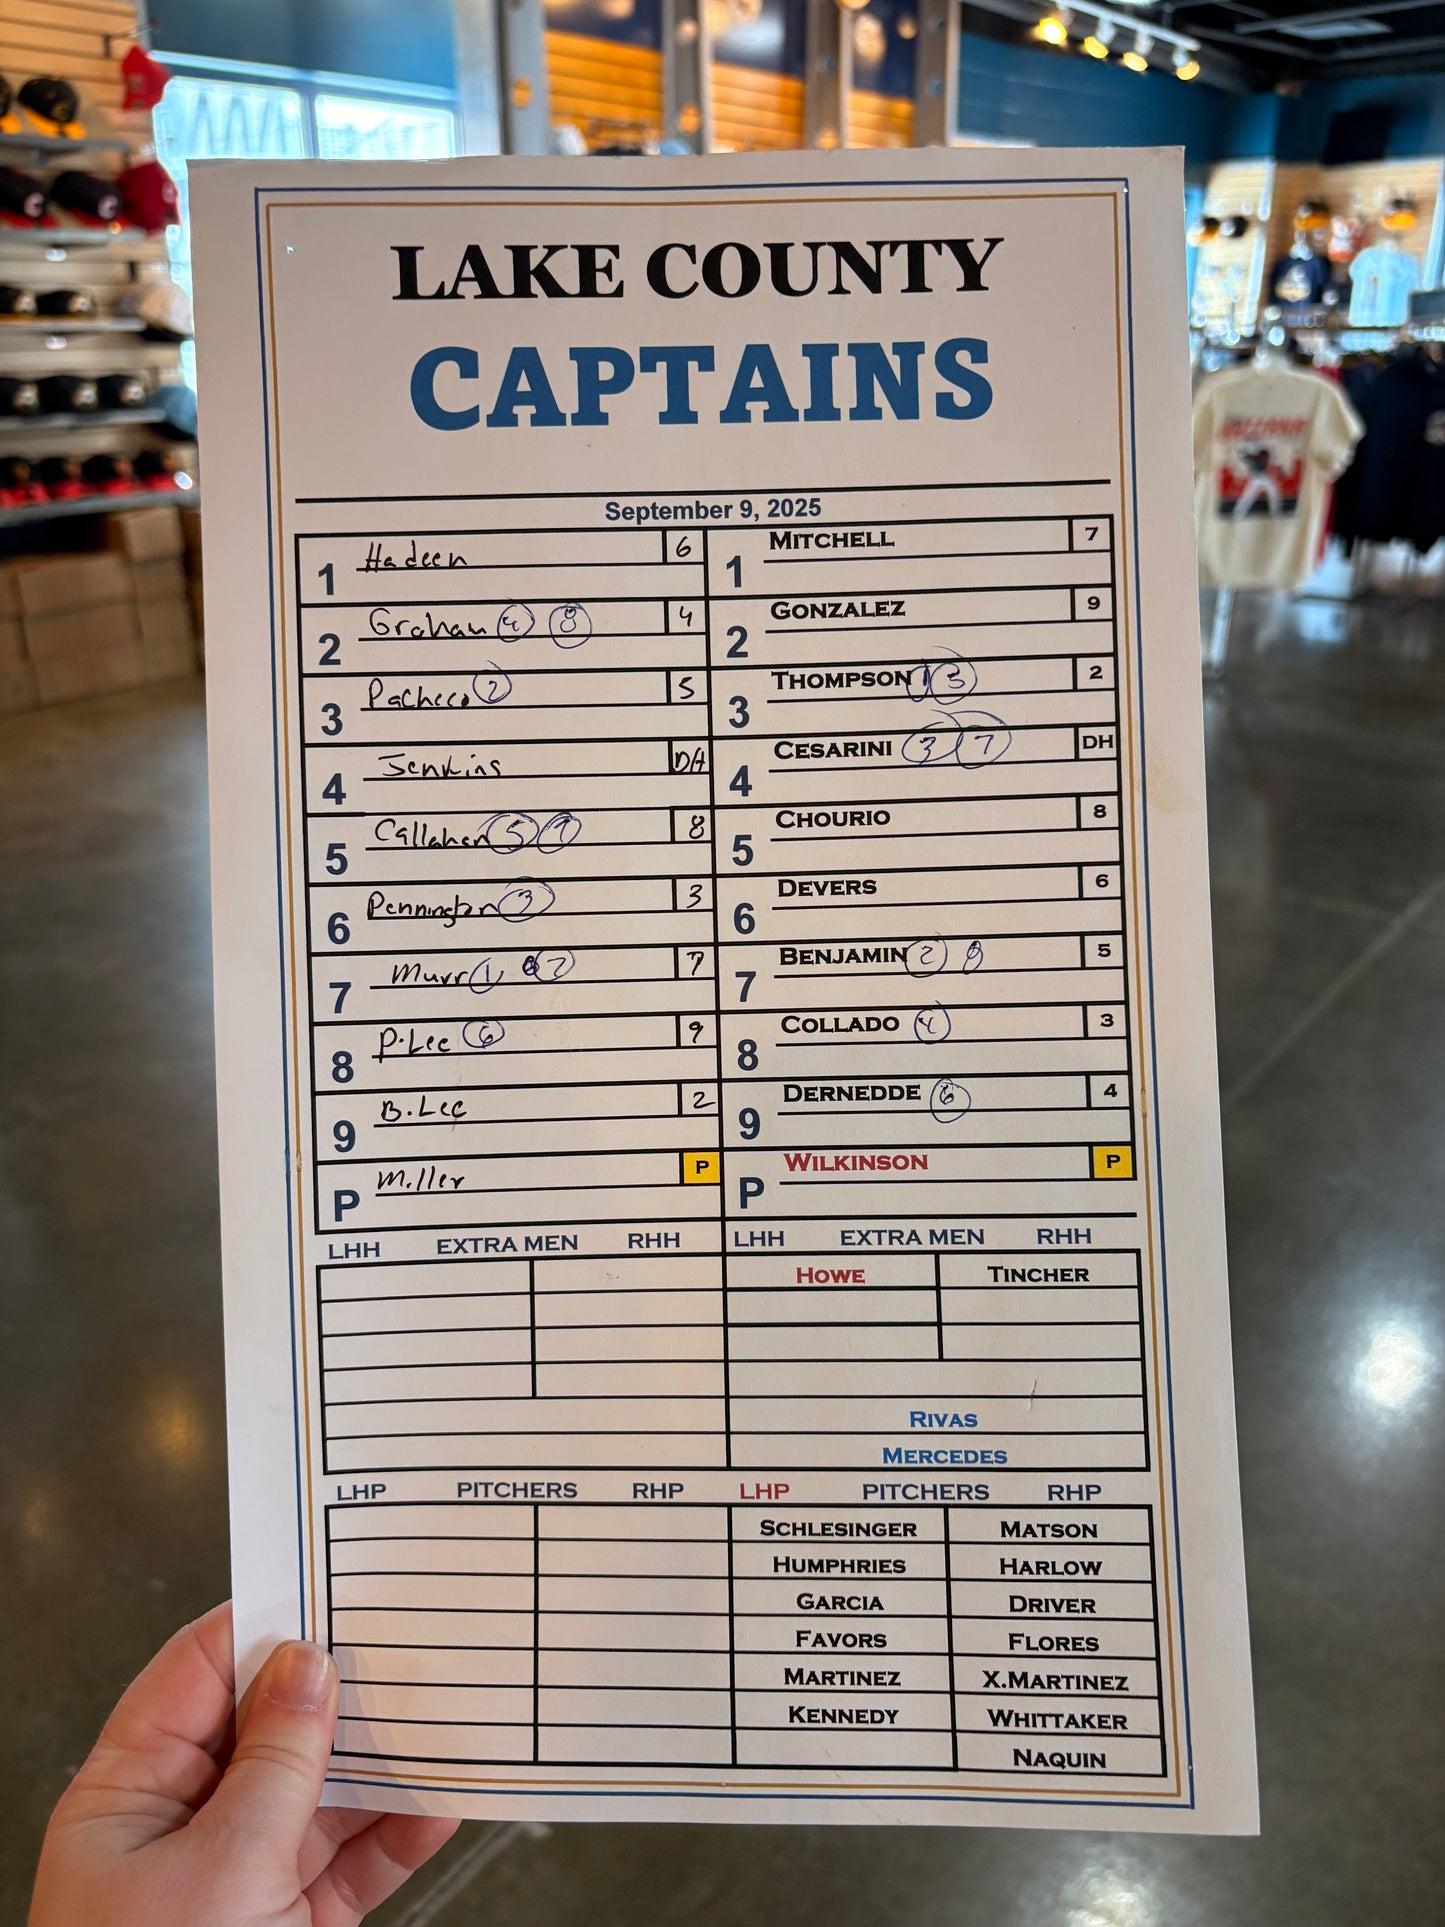 LAKE COUNTY
CAPTAINS
September 9, 2025
1 Hadeen 6
2 Graham 4 8 4
3 Pacheco 2 5
4 Jenkins DH
5 Callahan 5 7 8
6 Pennington 3 3
7 Murr 1 7 7
8 P.Lee 6 9
9 B.Lee 2
P Miller P
LHH EXTRA MEN RHH
LHP PITCHERS RHP
1 MITCHELL 7
2 GONZALEZ 9
3 THOMPSON 1 5 2
4 CESARINI 3 7 DH
5 CHOURIO 8
6 DEVERS 6
7 BENJAMIN 2 8 5
8 COLLADO 4 3
9 DERNEDDE 6 4
P WILKINSON P
LHH EXTRA MEN RHH
HOWE TINCHER
RIVAS
MERCEDES
LHP PITCHERS RHP
SCHLESINGER MATSON
HUMPHRIES HARLOW
GARCIA DRIVER
FAVORS FLORES
MARTINEZ X.MARTINEZ
KENNEDY WHITTAKER
NAQUIN